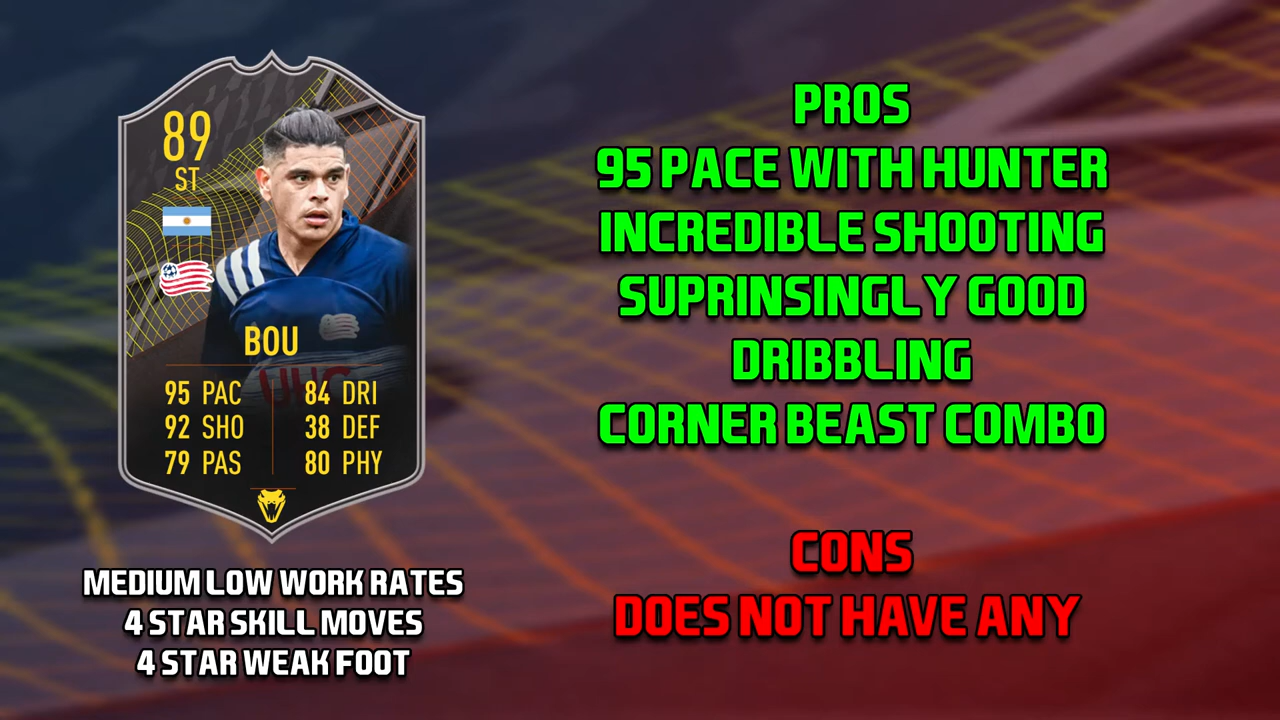 89
ST
BOU
95 PAC 84 DRI
92 SHO 38 DEF
79 PAS 80 PHY
MEDIUM LOW WORK RATES
4 STAR SKILL MOVES
4 STAR WEAK FOOT
PROS
95 PACE WITH HUNTER
INCREDIBLE SHOOTING
SUPRINSINGLY GOOD
DRIBBLING
CORNER BEAST COMBO
CONS
DOES NOT HAVE ANY